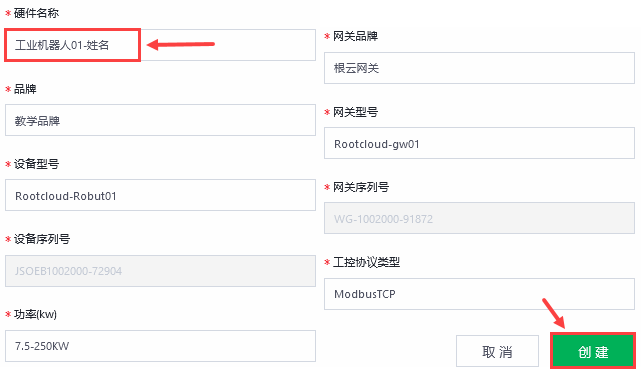 * 硬件名称
工业机器人01-姓名
* 品牌
教学品牌
* 设备型号
Rootcloud-Robut01
* 设备序列号
JSOEB1002000-72904
* 功率(kw)
7.5-250KW
* 网关品牌
根云网关
* 网关型号
Rootcloud-gw01
* 网关序列号
WG-1002000-91872
* 工控协议类型
ModbusTCP
取消
创建